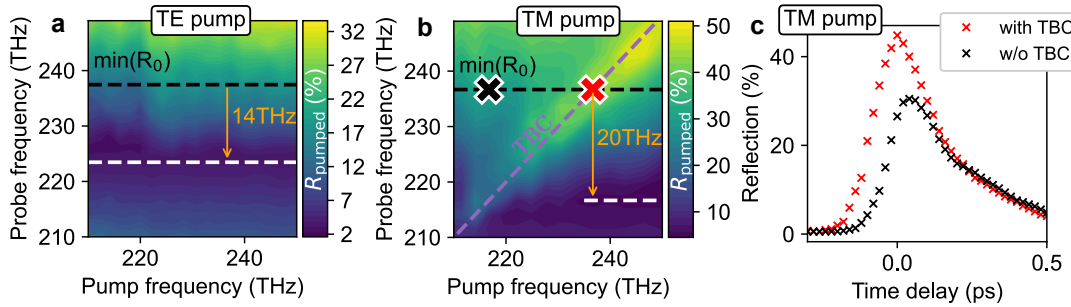 a
TE pump
Probe frequency (THz)
240
230
220
210
min(R0)
14THz
220
240
Pump frequency (THz)
32
28
22
18
12
7
2
Rpumped (%)
b
TM pump
Probe frequency (THz)
240
230
220
210
min(R0)
TBC
20THz
220
240
Pump frequency (THz)
50
40
30
20
10
Rpumped (%)
c
TM pump
with TBC
w/o TBC
Reflection (%)
40
20
0
0.0
0.5
Time delay (ps)